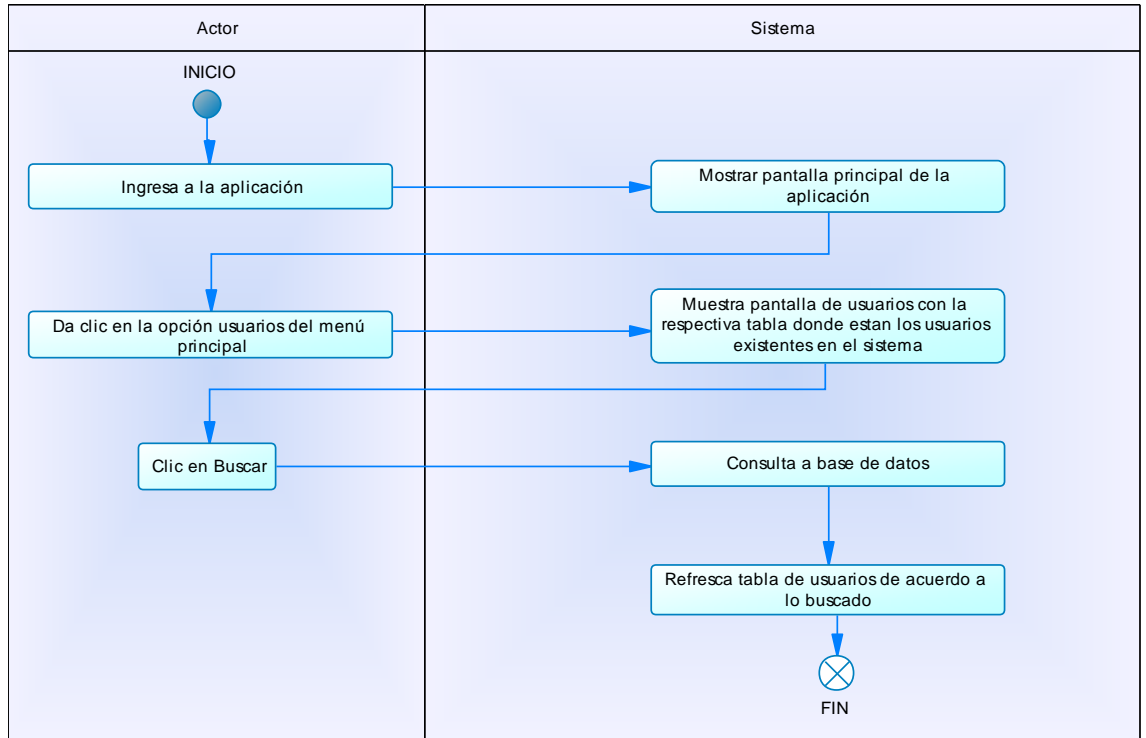 Actor
Sistema
INICIO
Ingresa a la aplicación
Mostrar pantalla principal de la
aplicación
Da clic en la opción usuarios del menú
principal
Muestra pantalla de usuarios con la
respectiva tabla donde estan los usuarios
existentes en el sistema
Clic en Buscar
Consulta a base de datos
Refresca tabla de usuarios de acuerdo a
lo buscado
FIN